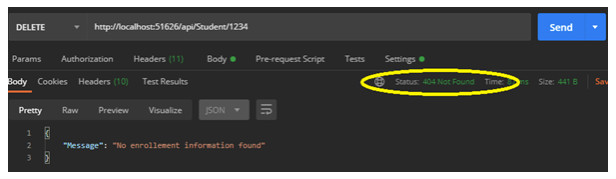 DELETE http://localhost:51626/api/Student/1234 Send
Params Authorization Headers (11) Body Pre-request Script Tests Settings
Body Cookies Headers (10) Test Results Status: 404 Not Found Time: Size: 441 B Sav
Pretty Raw Preview Visualize JSON
1 {
2 "Message": "No enrollement information found"
3 }